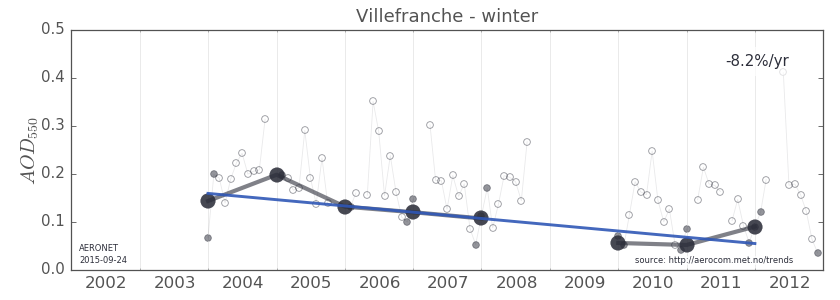 Villefranche - winter
0.5
-8.2%/yr
0.4
0.3
AOD550
0.2
0.1
AERONET
2015-09-24
source: http://aerocom.met.no/trends
0.0
2002 2003 2004 2005 2006 2007 2008 2009 2010 2011 2012